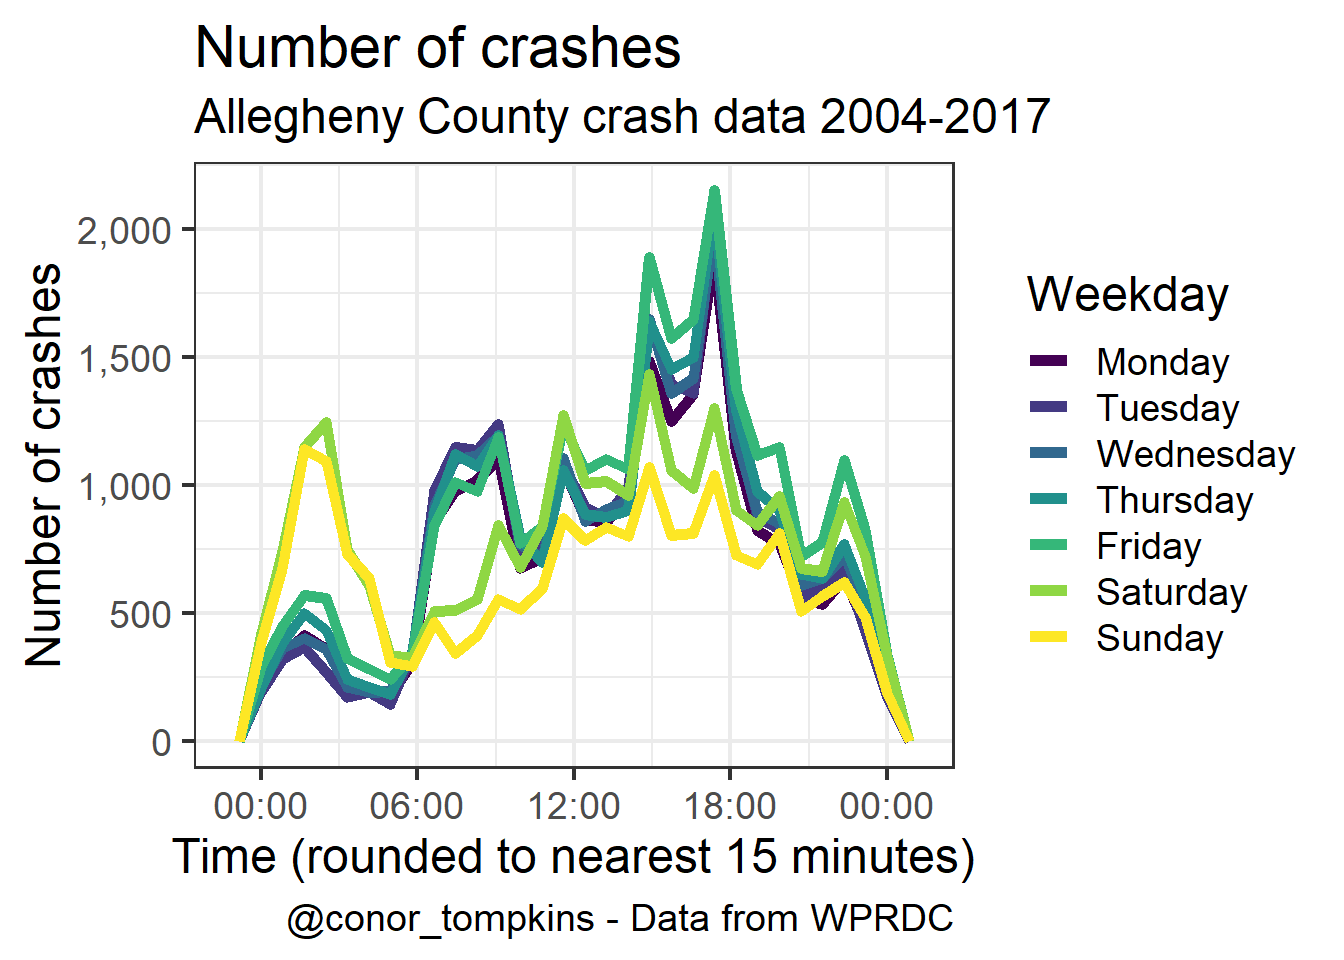 Number of crashes
Allegheny County crash data 2004-2017
Number of crashes
2,000
1,500
1,000
500
0
00:00 06:00 12:00 18:00 00:00
Time (rounded to nearest 15 minutes)
@conor_tompkins - Data from WPRDC
Weekday
Monday
Tuesday
Wednesday
Thursday
Friday
Saturday
Sunday